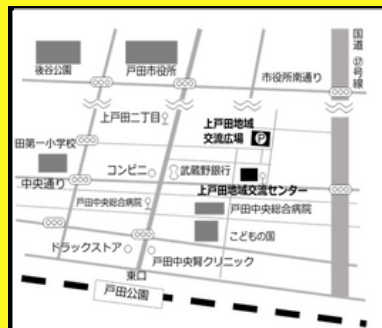 後谷公園
戸田市役所
国道⑰号線
市役所南通り
上戸田二丁目
上戸田地域
交流広場
P
田第一小学校
コンビニ
武蔵野銀行
中央通り
上戸田地域交流センター
戸田中央総合病院
戸田中央総合病院
こどもの国
ドラックストア
戸田中央腎クリニック
東口
戸田公園